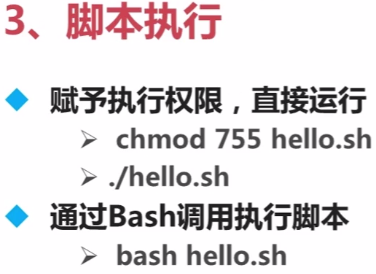 3、脚本执行
赋予执行权限，直接运行
chmod 755 hello.sh
./hello.sh
通过Bash调用执行脚本
bash hello.sh